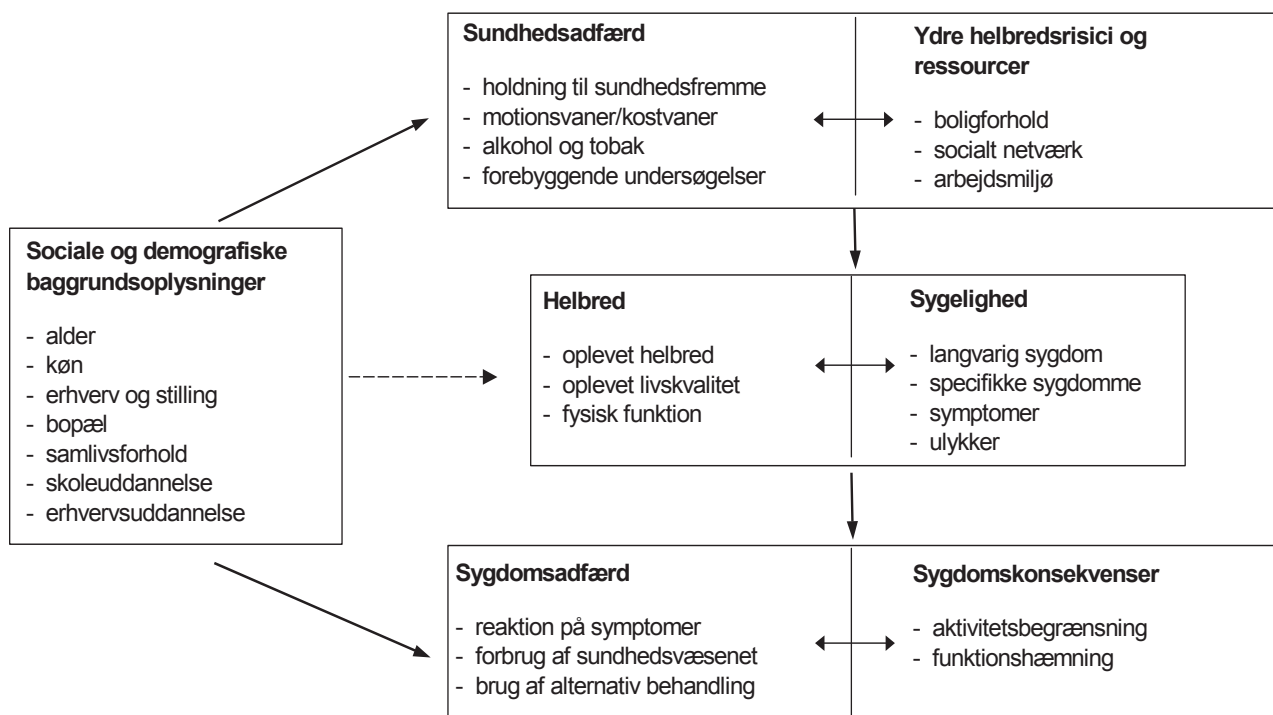 Sundhedsadfærd
- holdning til sundhedsfremme
- motionsvaner/kostvaner
- alkohol og tobak
- forebyggende undersøgelser
Ydre helbredsrisici og
ressourcer
- boligforhold
- socialt netværk
- arbejdsmiljø
Sociale og demografiske
baggrundsoplysninger
- alder
- køn
- erhverv og stilling
- bopæl
- samlivsforhold
- skoleuddannelse
- erhvervsuddannelse
Helbred
- oplevet helbred
- oplevet livskvalitet
- fysisk funktion
Sygelighed
- langvarig sygdom
- specifikke sygdomme
- symptomer
- ulykker
Sygdomsadfærd
- reaktion på symptomer
- forbrug af sundhedsvæsenet
- brug af alternativ behandling
Sygdomskonsekvenser
- aktivitetsbegrænsning
- funktionshæmning